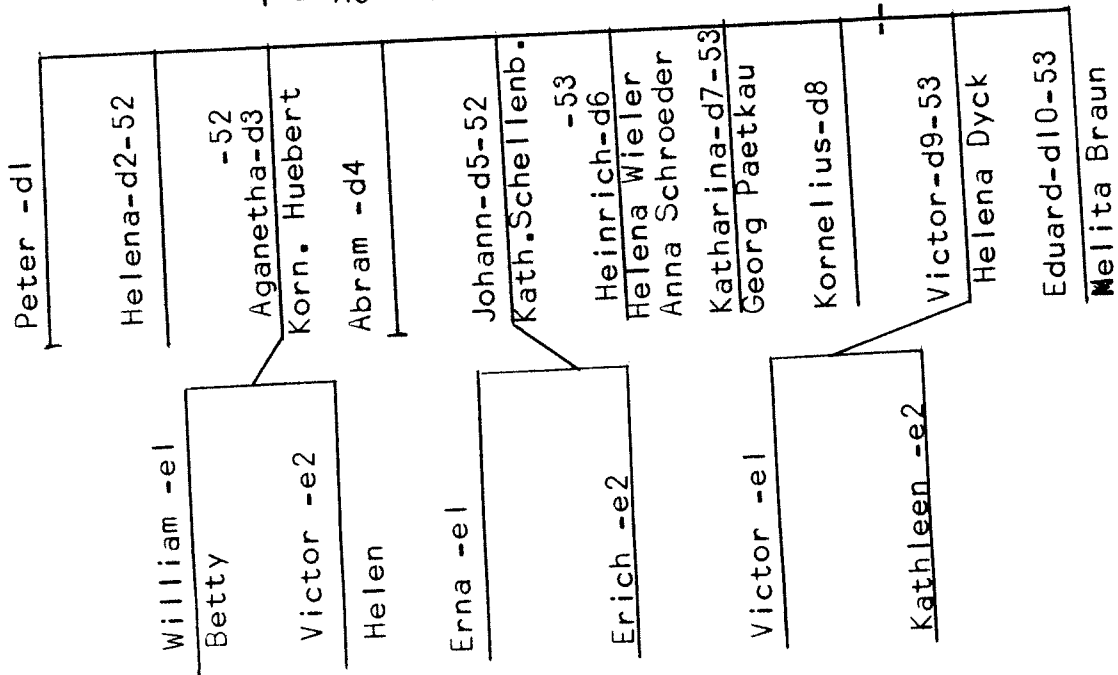 Peter -d1
Helena-d2-52
-52
Aganetha-d3
Korn. Huebert
Abram -d4
Johann-d5-52
Kath.Schellenb.
-53
Heinrich-d6
Helena Wieler
Anna Schroeder
Katharina-d7-53
Georg Paetkau
Kornelius-d8
Victor-d9-53
Helena Dyck
Eduard-d10-53
Melita Braun
William -e1
Betty
Victor -e2
Helen
Erna -e1
Erich -e2
Victor -e1
Kathleen -e2